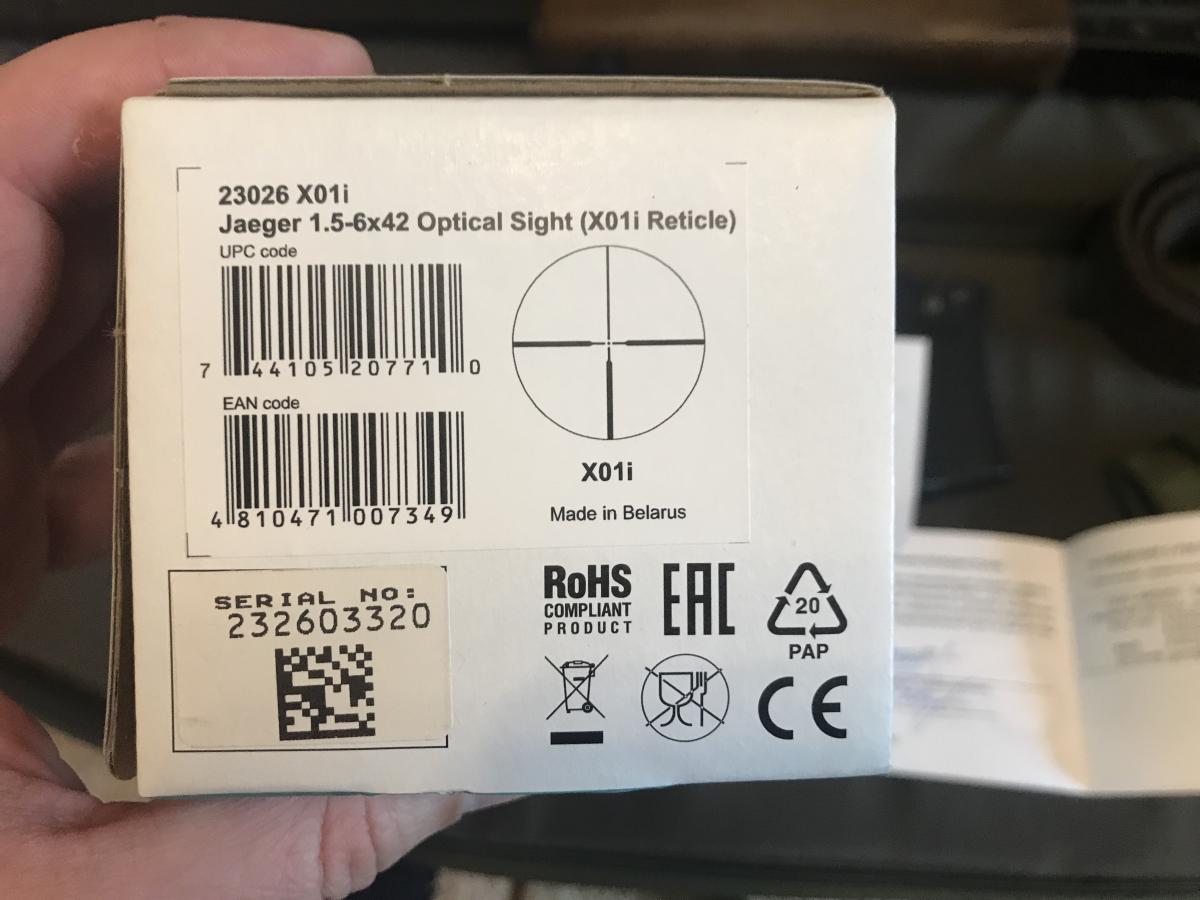 23026 X01i
Jaeger 1.5-6x42 Optical Sight (X01i Reticle)
UPC code
7 44105 20771 0
EAN code
4 810471 007349
X01i
Made in Belarus
SERIAL NO:
232603320
RoHS
COMPLIANT
PRODUCT
EAC
20
PAP
CE